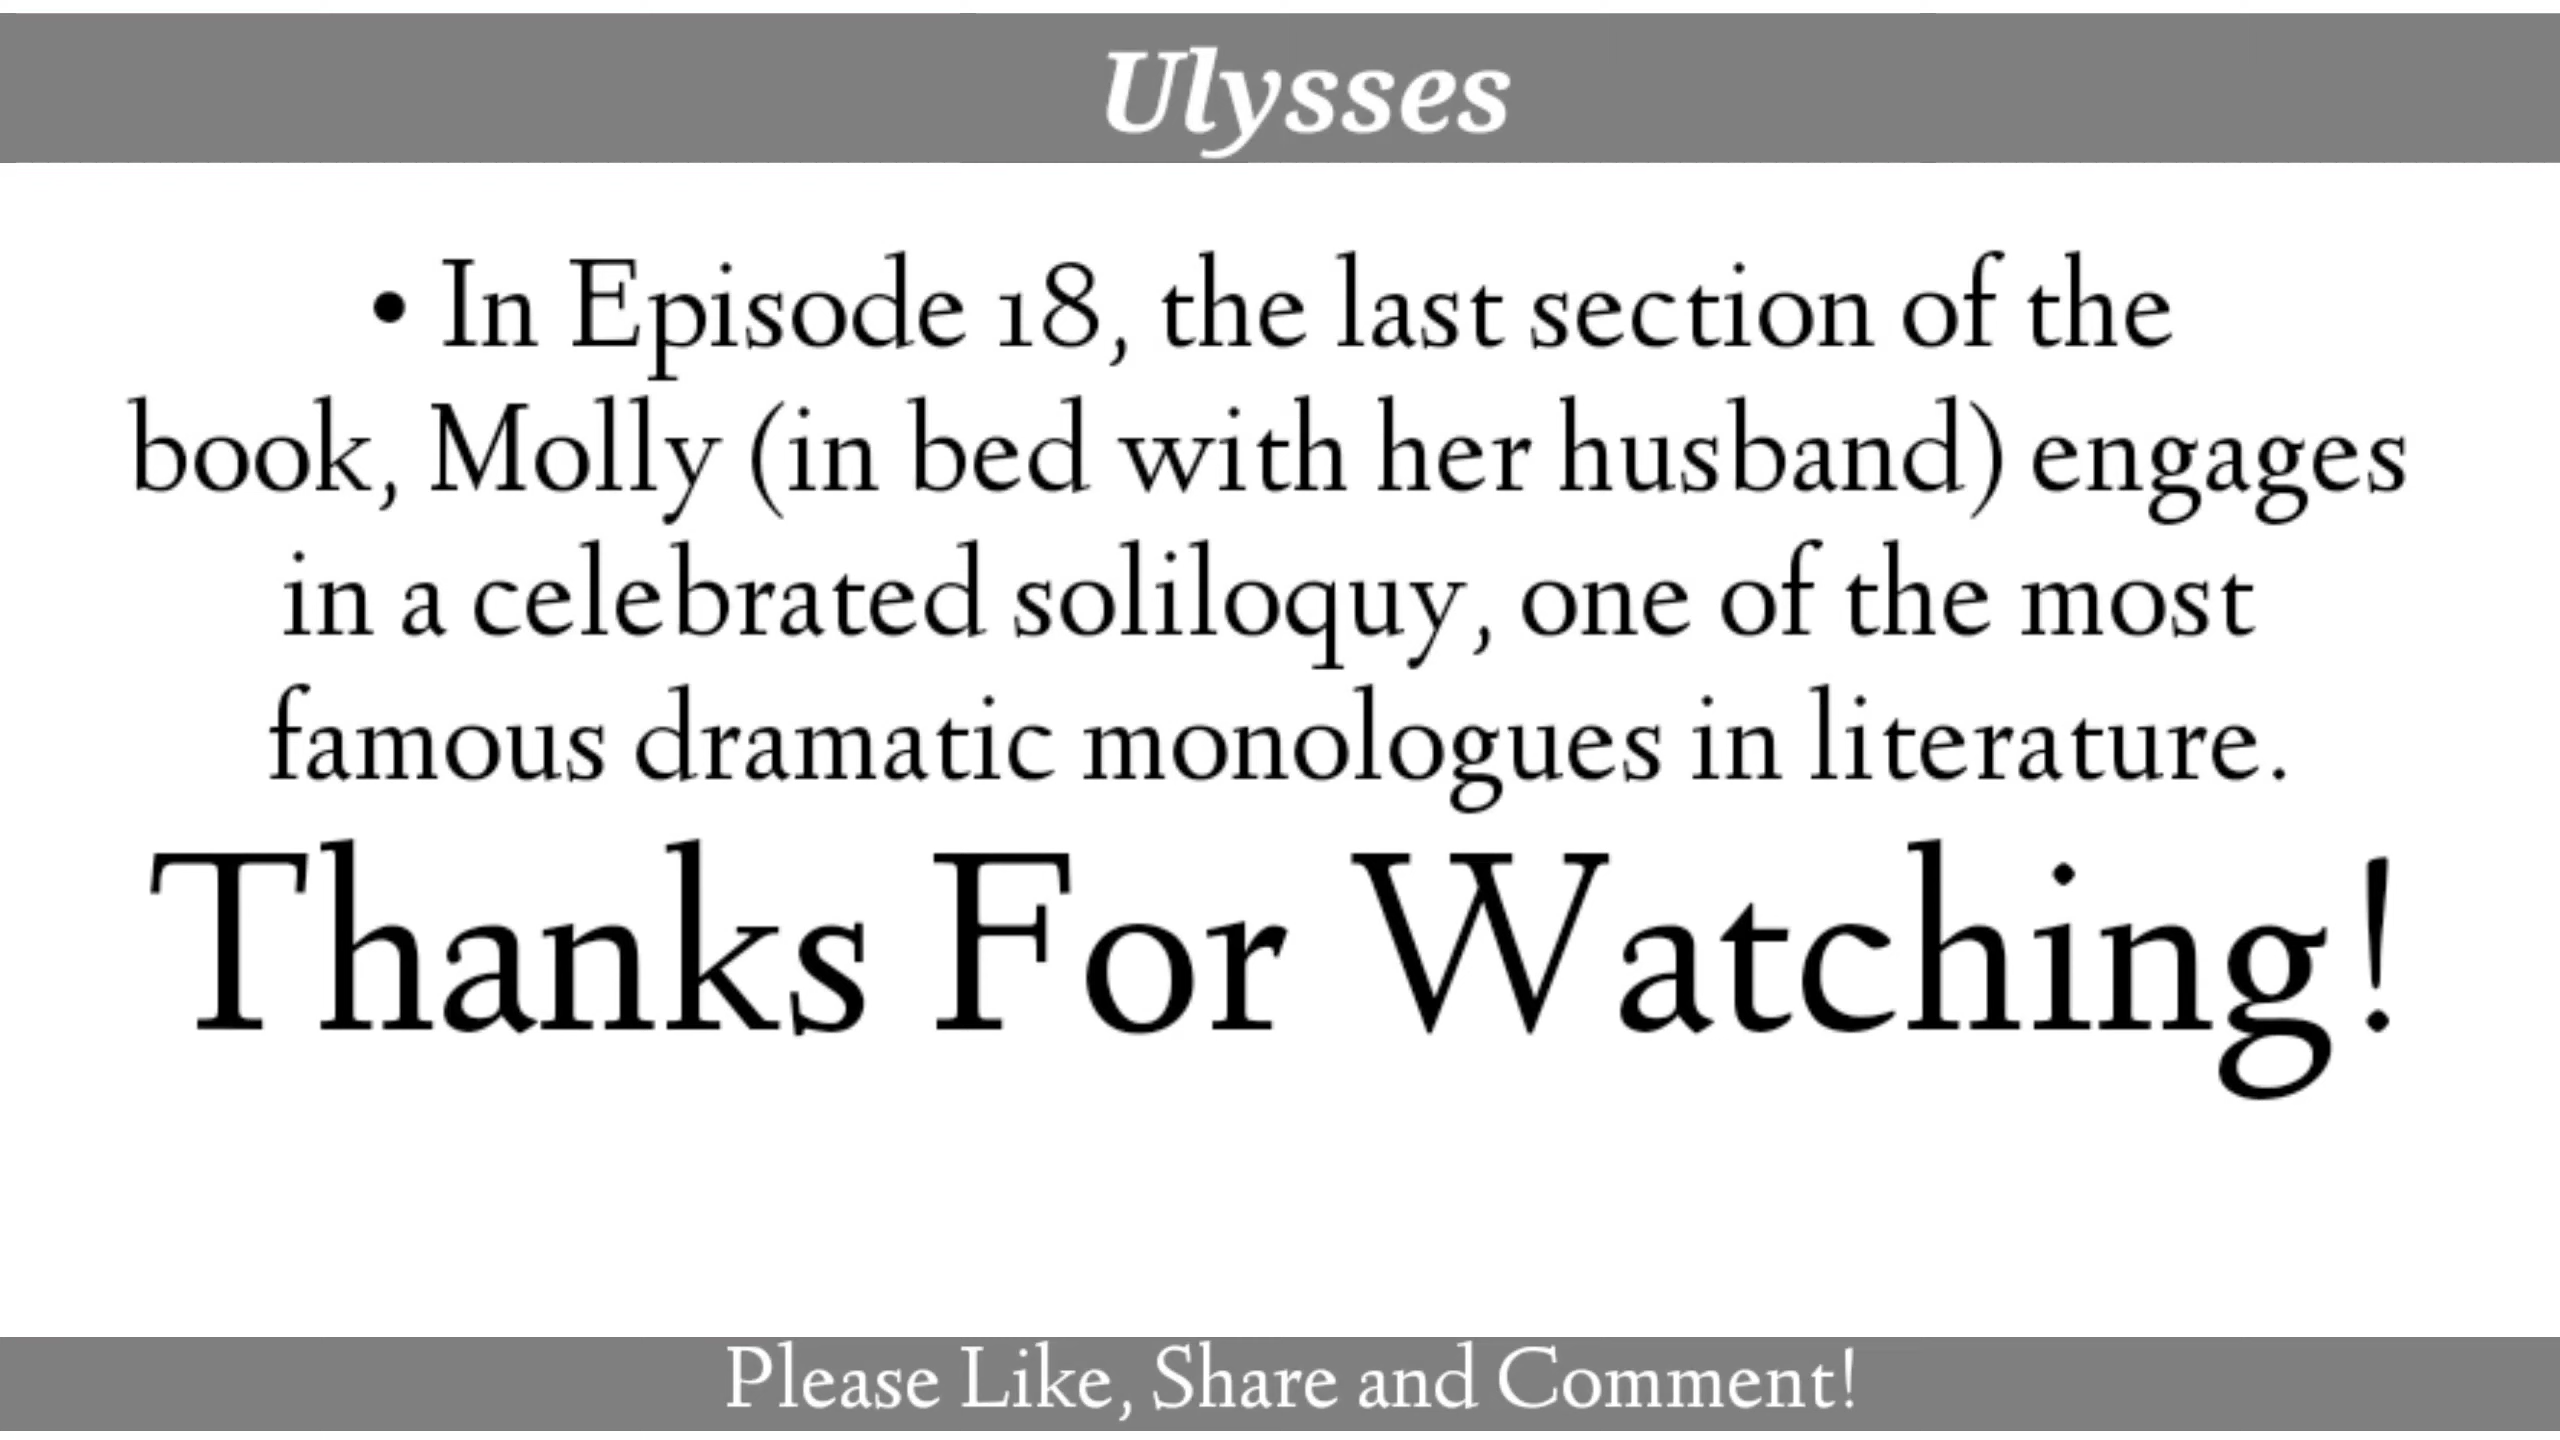 Ulysses
• In Episode 18, the last section of the
book, Molly (in bed with her husband) engages
in a celebrated soliloquy, one of the most
famous dramatic monologues in literature.
Thanks For Watching!
Please Like, Share and Comment!